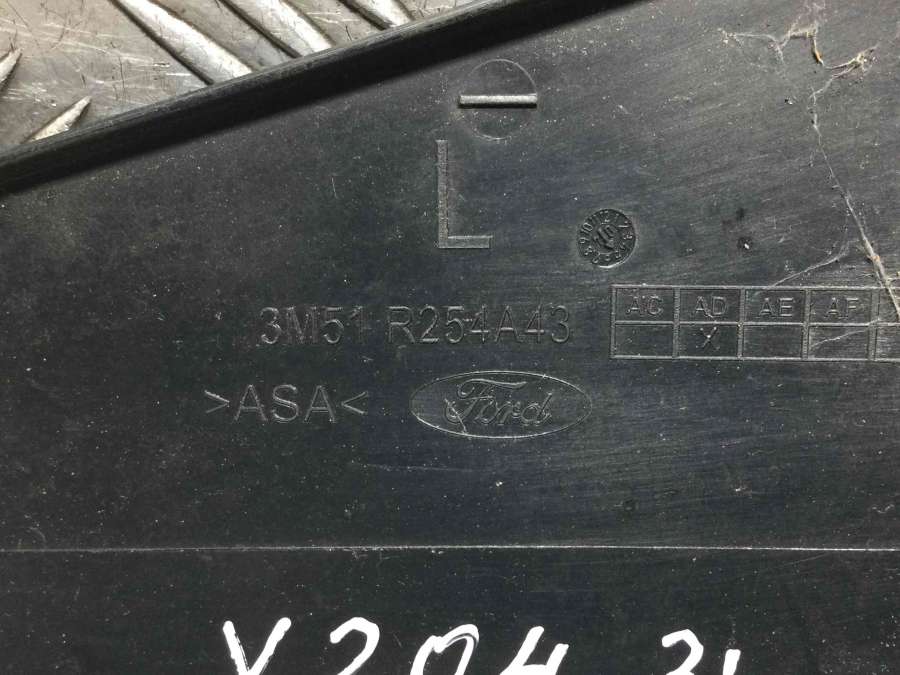 L
3M51 R254A43
AC AD AE AF
X
>ASA<
Ford